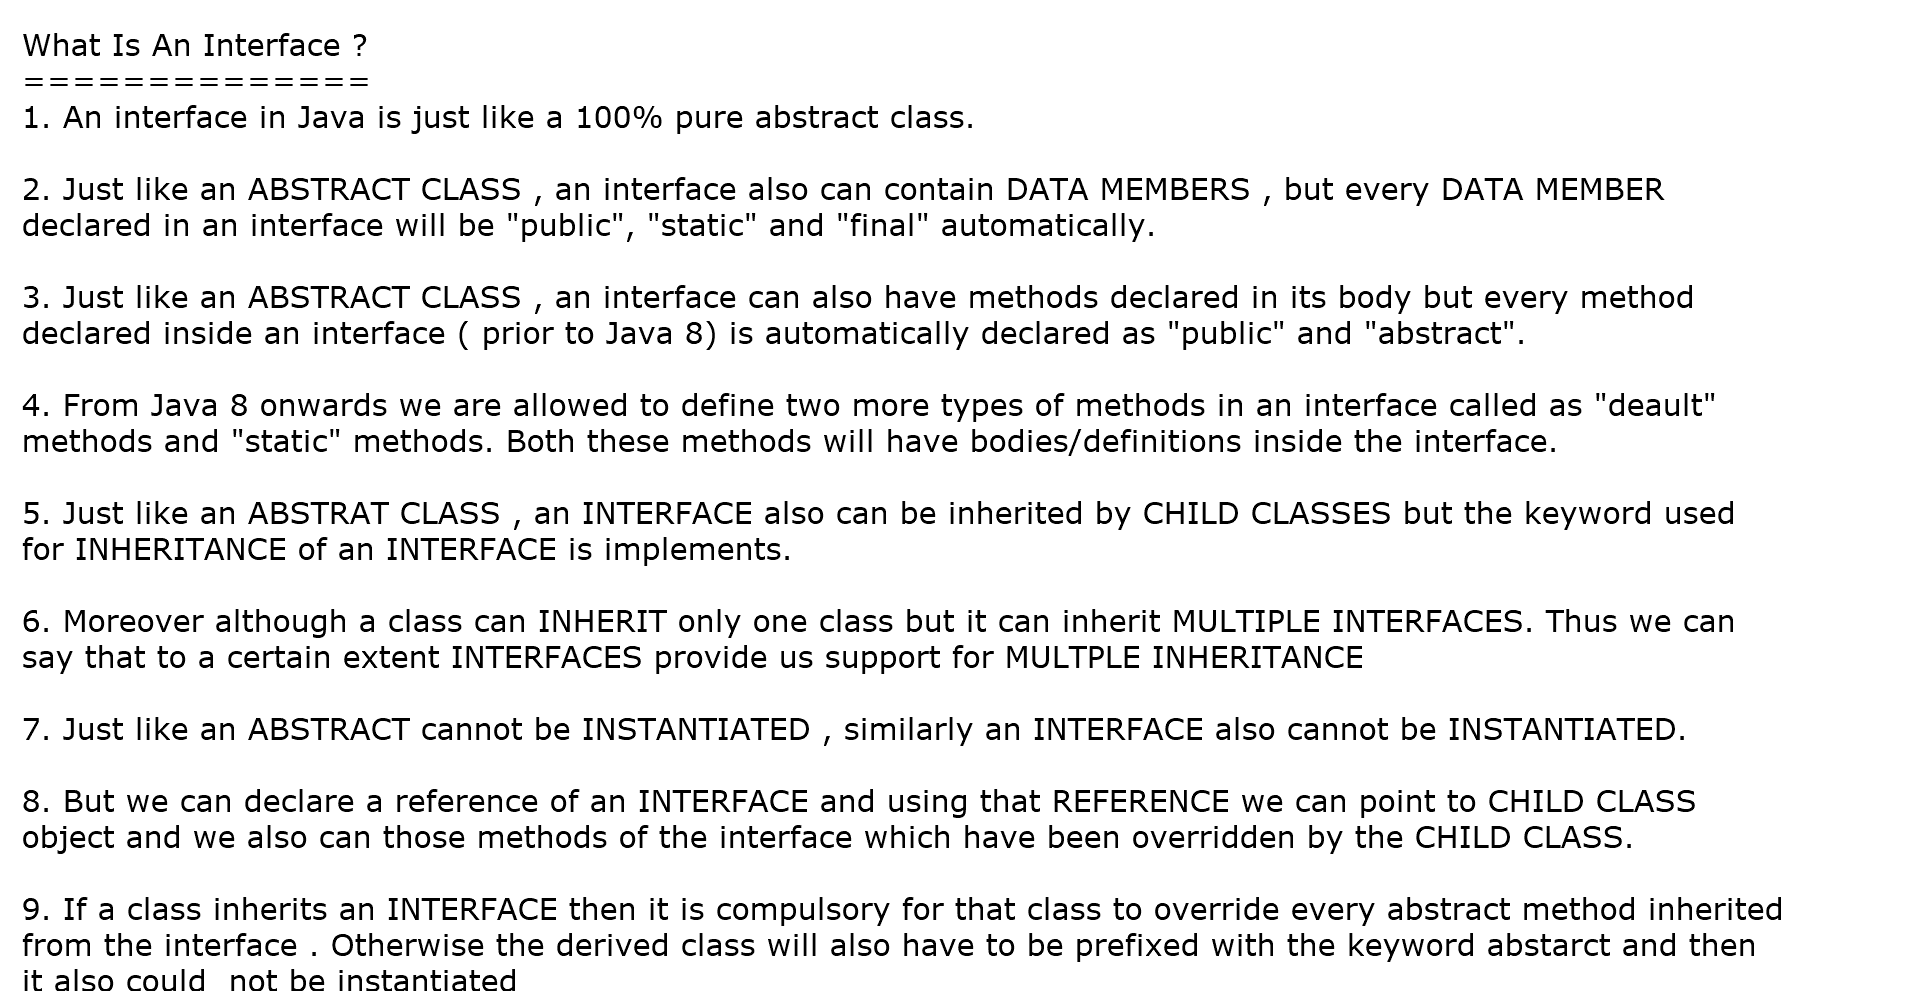 What Is An Interface ?
==============
1. An interface in Java is just like a 100% pure abstract class.
2. Just like an ABSTRACT CLASS , an interface also can contain DATA MEMBERS , but every DATA MEMBER
declared in an interface will be "public", "static" and "final" automatically.
3. Just like an ABSTRACT CLASS , an interface can also have methods declared in its body but every method
declared inside an interface ( prior to Java 8) is automatically declared as "public" and "abstract".
4. From Java 8 onwards we are allowed to define two more types of methods in an interface called as "deault"
methods and "static" methods. Both these methods will have bodies/definitions inside the interface.
5. Just like an ABSTRAT CLASS , an INTERFACE also can be inherited by CHILD CLASSES but the keyword used
for INHERITANCE of an INTERFACE is implements.
6. Moreover although a class can INHERIT only one class but it can inherit MULTIPLE INTERFACES. Thus we can
say that to a certain extent INTERFACES provide us support for MULTPLE INHERITANCE
7. Just like an ABSTRACT cannot be INSTANTIATED , similarly an INTERFACE also cannot be INSTANTIATED.
8. But we can declare a reference of an INTERFACE and using that REFERENCE we can point to CHILD CLASS
object and we also can those methods of the interface which have been overridden by the CHILD CLASS.
9. If a class inherits an INTERFACE then it is compulsory for that class to override every abstract method inherited
from the interface . Otherwise the derived class will also have to be prefixed with the keyword abstarct and then
it also could  not be instantiated